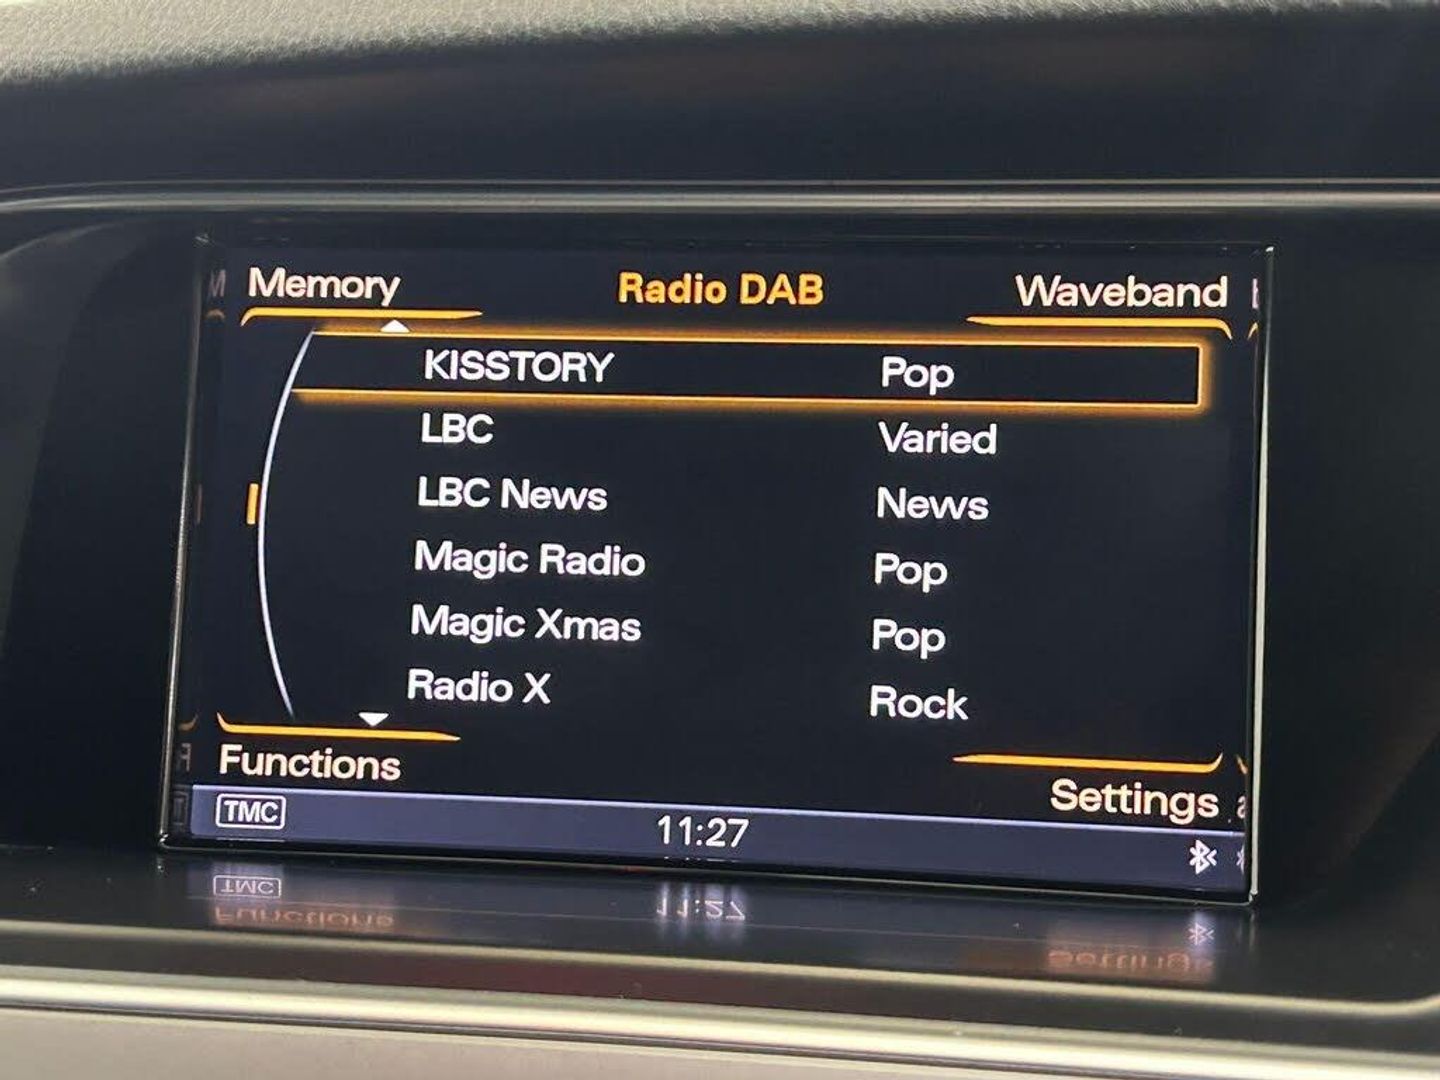 Memory Radio DAB Waveband
KISSTORY Pop
LBC Varied
LBC News News
Magic Radio Pop
Magic Xmas Pop
Radio X Rock
Functions Settings
TMC 11:27